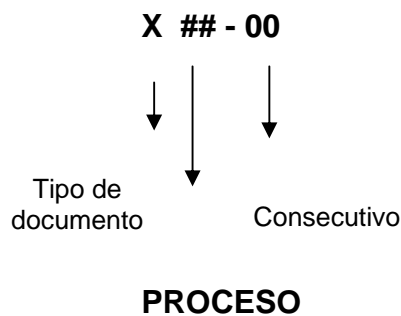 X ## - 00
Tipo de
documento
Consecutivo
PROCESO